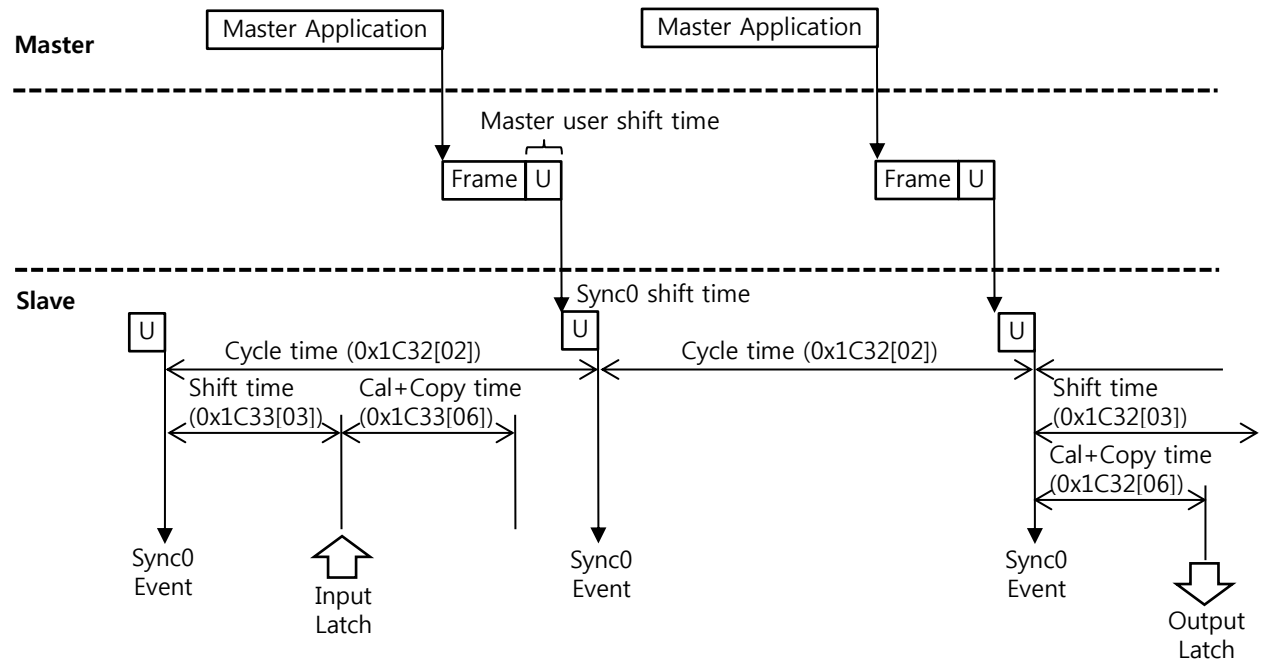 Master
Master Application
Master Application
Master user shift time
Frame
U
Frame
U
Slave
Sync0 shift time
U
U
U
Cycle time (0x1C32[02])
Cycle time (0x1C32[02])
Shift time
(0x1C33[03])
Cal+Copy time
(0x1C33[06])
Shift time
(0x1C32[03])
Cal+Copy time
(0x1C32[06])
Sync0
Event
Input
Latch
Sync0
Event
Sync0
Event
Output
Latch